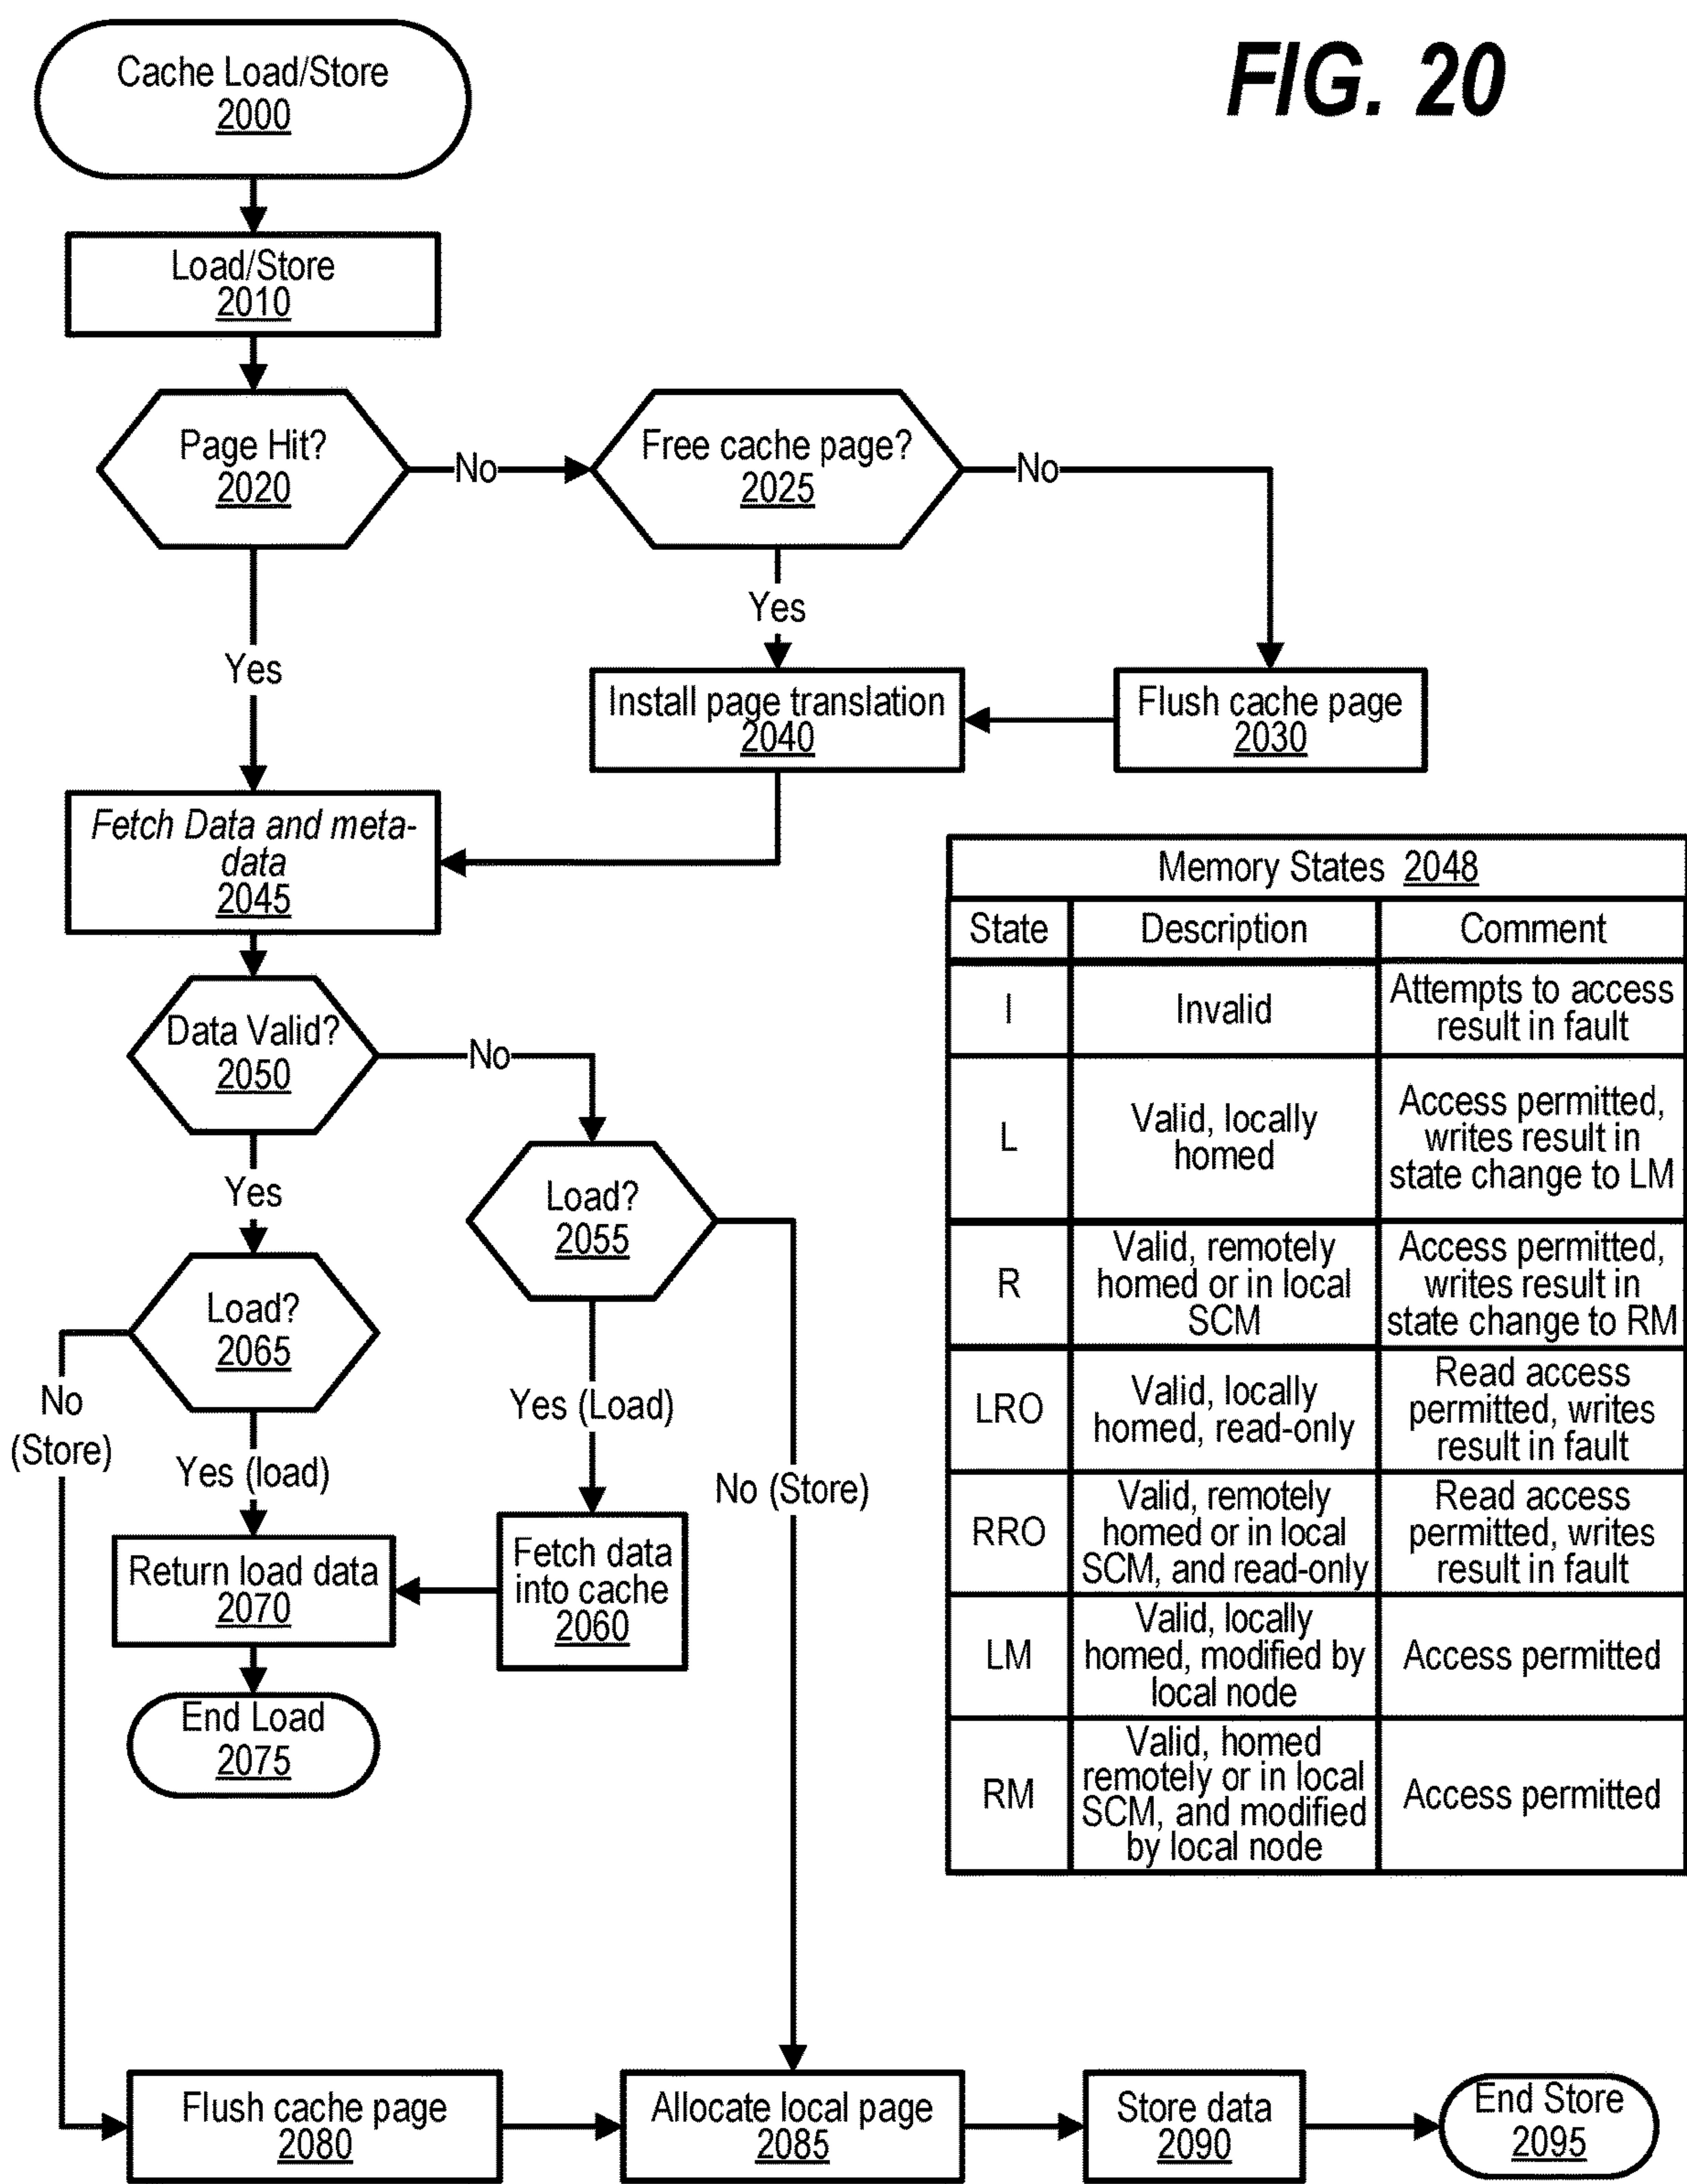 FIG. 20
Cache Load/Store
2000
Load/Store
2010
Page Hit?
2020
No
Free cache page?
2025
No
Yes
Yes
Install page translation
2040
Flush cache page
2030
Fetch Data and meta-
data
2045
Data Valid?
2050
No
Yes
Load?
2055
Load?
2065
No
(Store)
Yes (load)
Yes (Load)
No (Store)
Return load data
2070
Fetch data
into cache
2060
End Load
2075
Flush cache page
2080
Allocate local page
2085
Store data
2090
End Store
2095
Memory States 2048
State
Description
Comment
I
Invalid
Attempts to access
result in fault
L
Valid, locally
homed
Access permitted,
writes result in
state change to LM
R
Valid, remotely
homed or in local
SCM
Access permitted,
writes result in
state change to RM
LRO
Valid, locally
homed, read-only
Read access
permitted, writes
result in fault
RRO
Valid, remotely
homed or in local
SCM, and read-only
Read access
permitted, writes
result in fault
LM
Valid, locally
homed, modified by
local node
Access permitted
RM
Valid, homed
remotely or in local
SCM, and modified
by local node
Access permitted